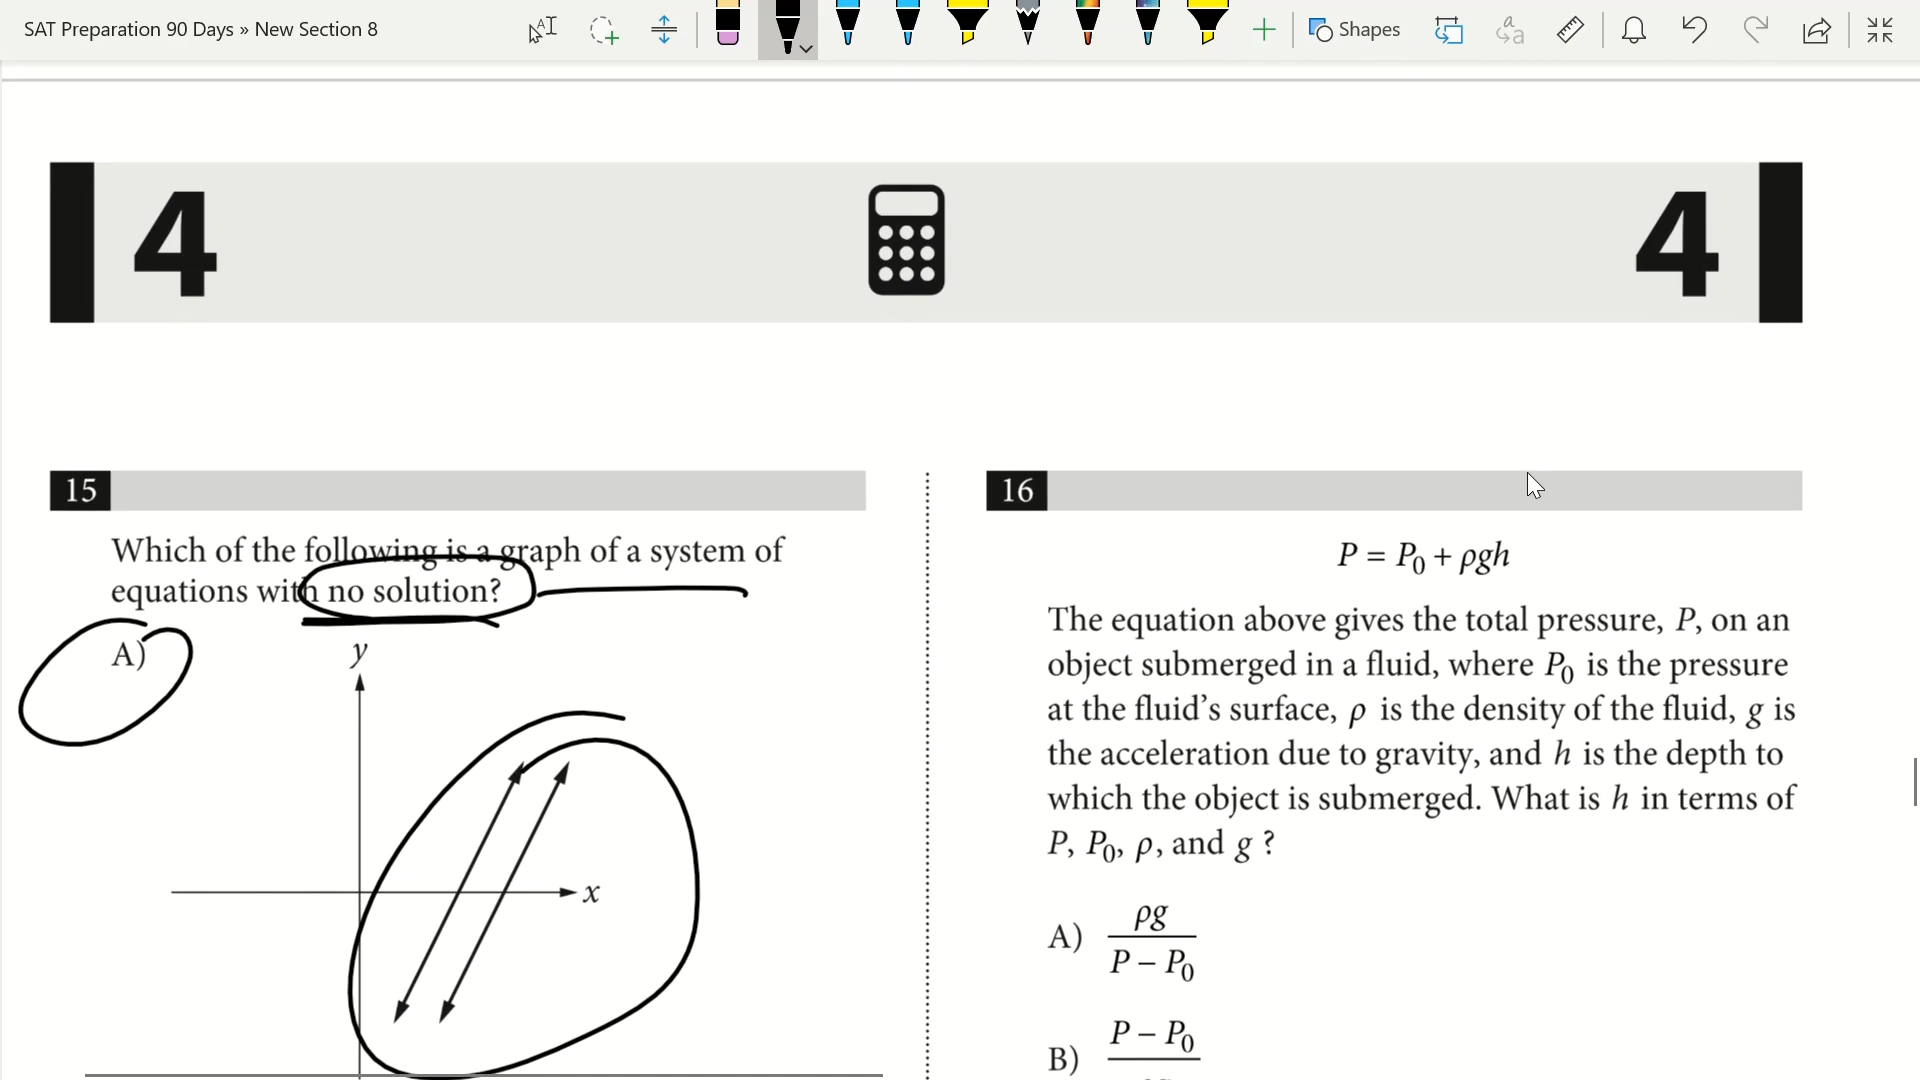 SAT Preparation 90 Days » New Section 8
Shapes
4
4
15
Which of the following is a graph of a system of
equations with no solution?
A)
y
x
16
P = P₀ + ρgh
The equation above gives the total pressure, P, on an
object submerged in a fluid, where P₀ is the pressure
at the fluid's surface, ρ is the density of the fluid, g is
the acceleration due to gravity, and h is the depth to
which the object is submerged. What is h in terms of
P, P₀, ρ, and g ?
A)
ρg
P – P₀
B)
P – P₀